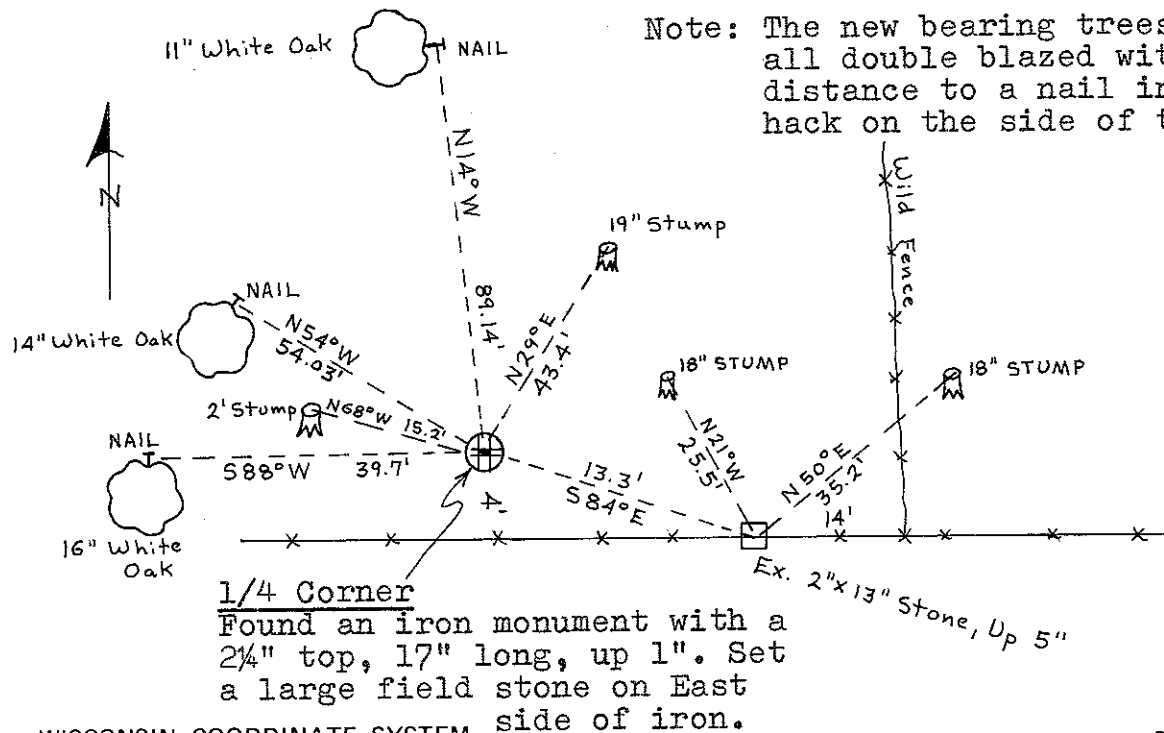 11" White Oak
NAIL
Note: The new bearing trees
all double blazed wit
distance to a nail in
hack on the side of t
N
N14°W
89.14'
19" Stump
N29°E
43.4'
Wild Fence
NAIL
14" White Oak
N54°W
54.03'
2' Stump
N68°W 15.2'
NAIL
S88°W 39.7'
16" White
Oak
4'
13.3'
S84°E
18" STUMP
N21°W
25.5'
18" STUMP
N50°E
35.2'
14'
Ex. 2"x13" Stone, Up 5"
1/4 Corner
Found an iron monument with a
2¼" top, 17" long, up 1". Set
a large field stone on East
side of iron.
WISCONSIN COORDINATE SYSTEM